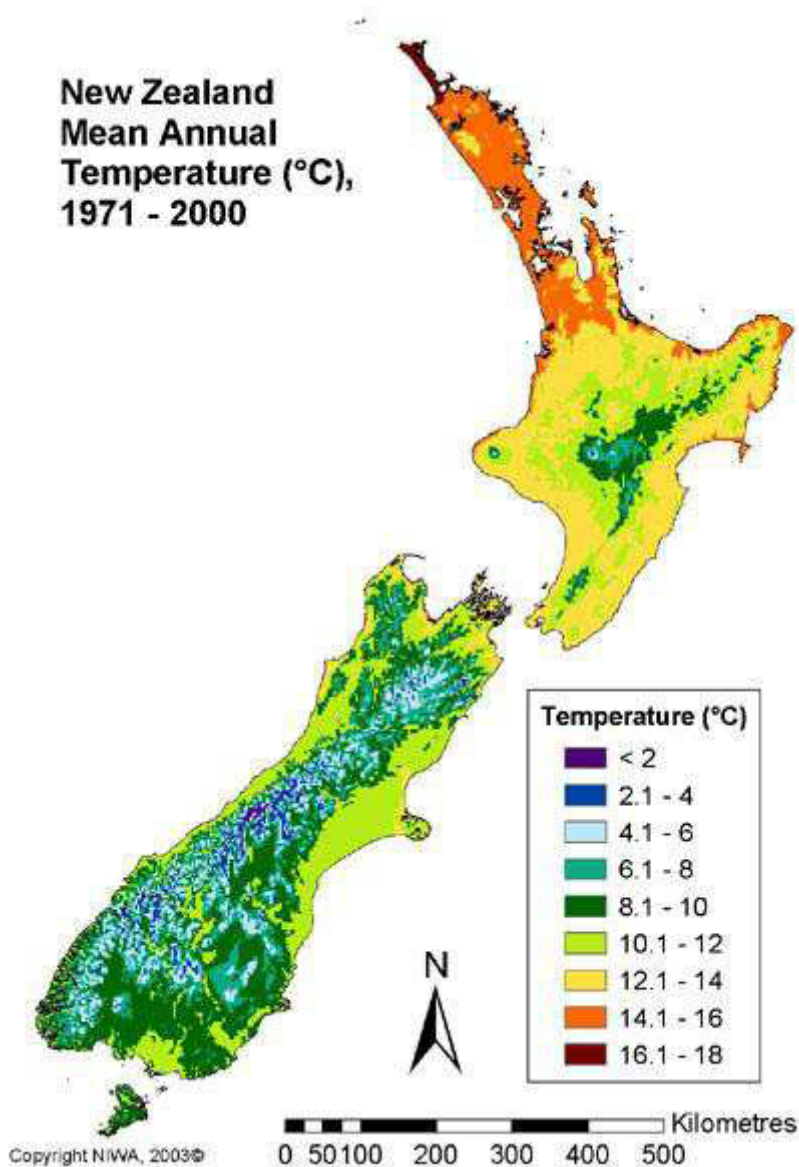 New Zealand
Mean Annual
Temperature (°C),
1971 - 2000
Temperature (°C)
< 2
2.1 - 4
4.1 - 6
6.1 - 8
8.1 - 10
10.1 - 12
12.1 - 14
14.1 - 16
16.1 - 18
N
Kilometres
0 50 100 200 300 400 500
Copyright NIWA, 2003©